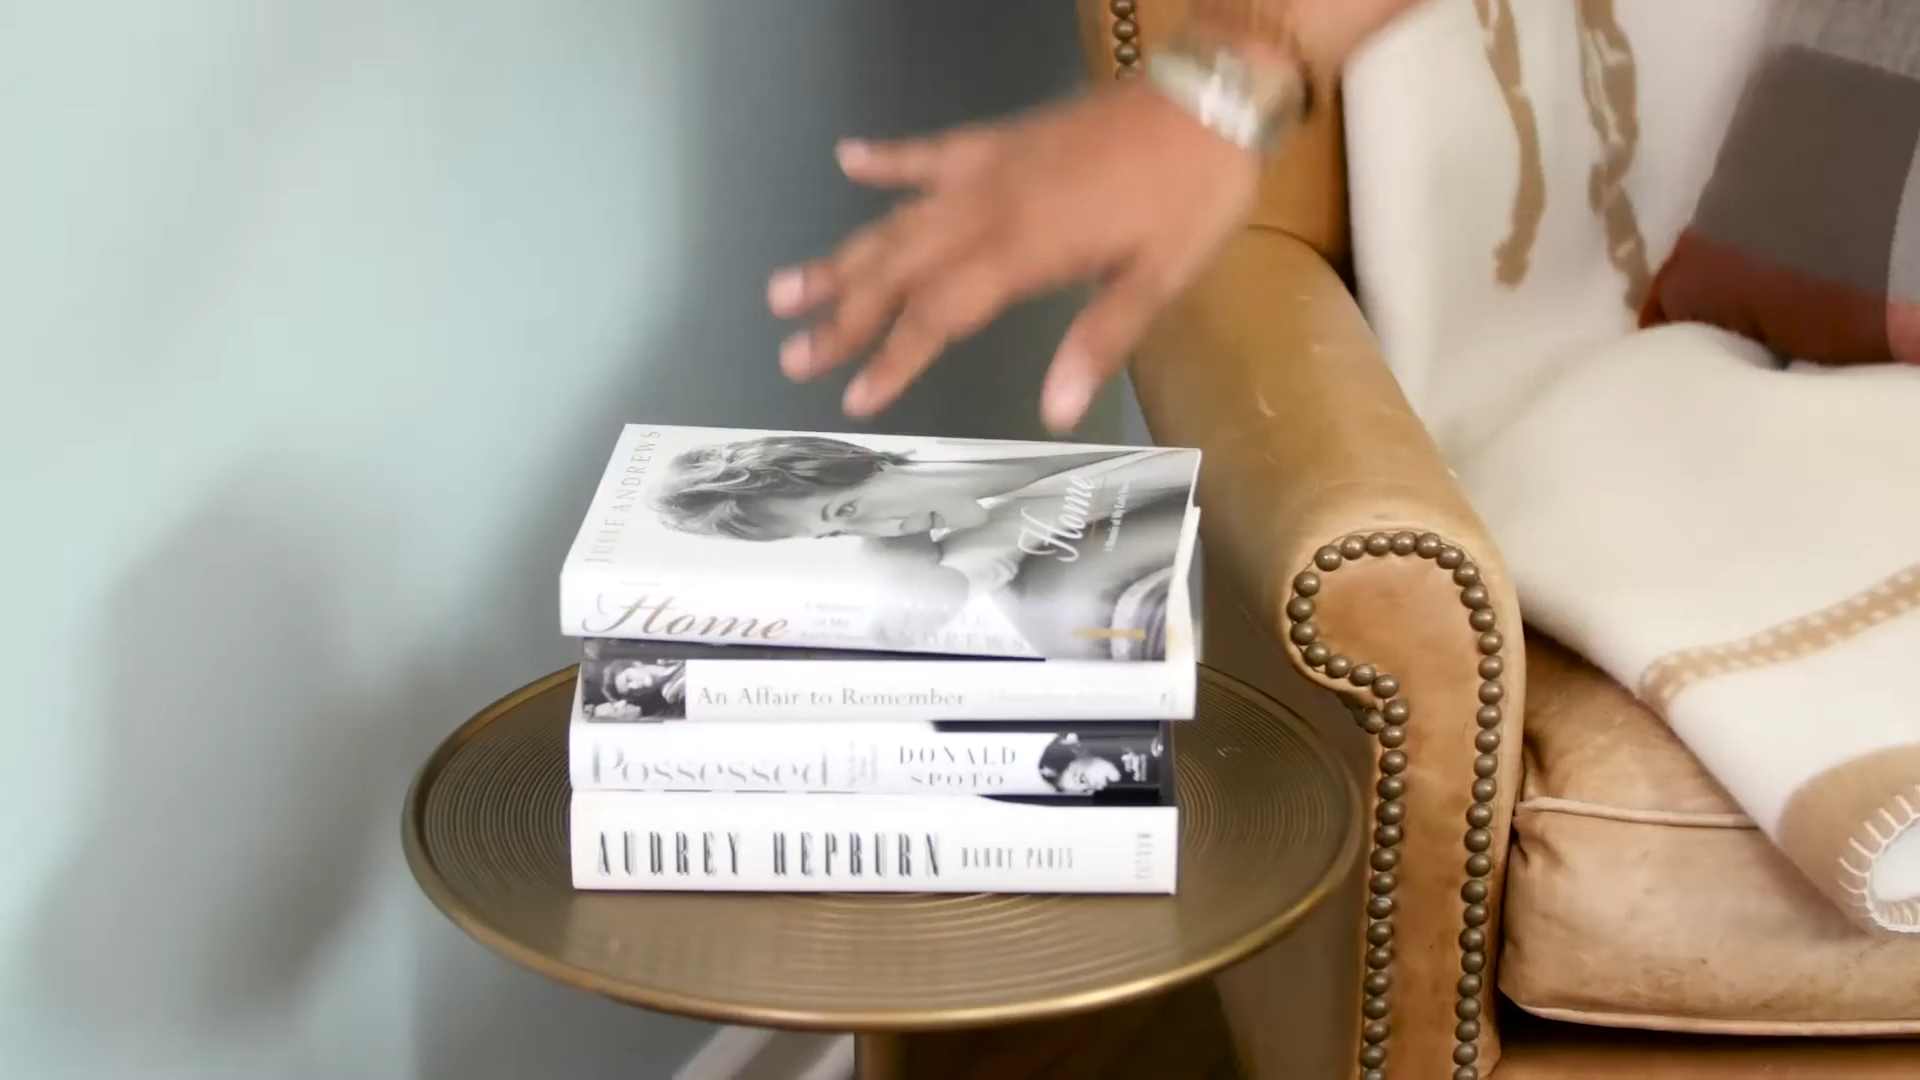 JULIE ANDREWS
Home
Home
An Affair to Remember
Possessed
DONALD
SPOTO
AUDREY HEPBURN BARRY PARIS